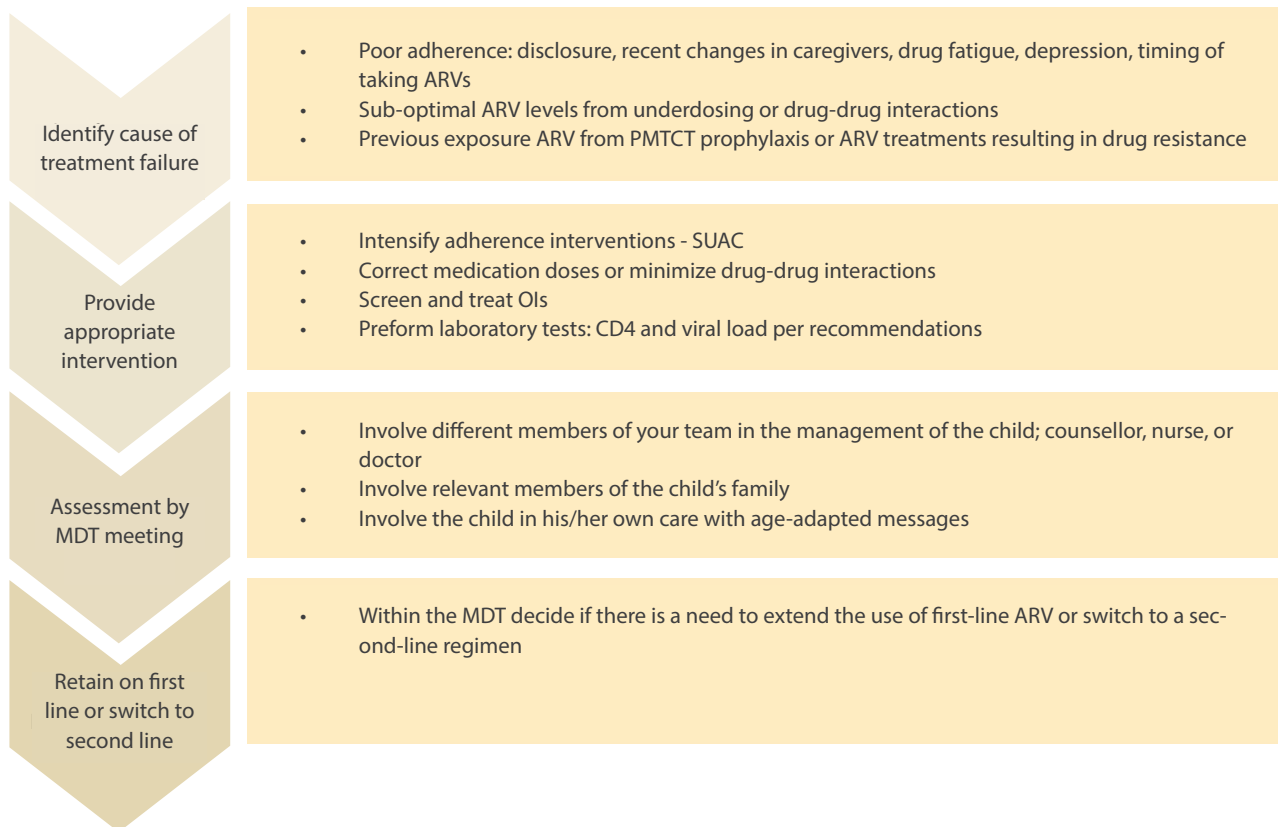 Identify cause of
treatment failure
• Poor adherence: disclosure, recent changes in caregivers, drug fatigue, depression, timing of
taking ARVs
• Sub-optimal ARV levels from underdosing or drug-drug interactions
• Previous exposure ARV from PMTCT prophylaxis or ARV treatments resulting in drug resistance
Provide
appropriate
intervention
• Intensify adherence interventions - SUAC
• Correct medication doses or minimize drug-drug interactions
• Screen and treat OIs
• Preform laboratory tests: CD4 and viral load per recommendations
Assessment by
MDT meeting
• Involve different members of your team in the management of the child; counsellor, nurse, or
doctor
• Involve relevant members of the child's family
• Involve the child in his/her own care with age-adapted messages
Retain on first
line or switch to
second line
• Within the MDT decide if there is a need to extend the use of first-line ARV or switch to a sec-
ond-line regimen